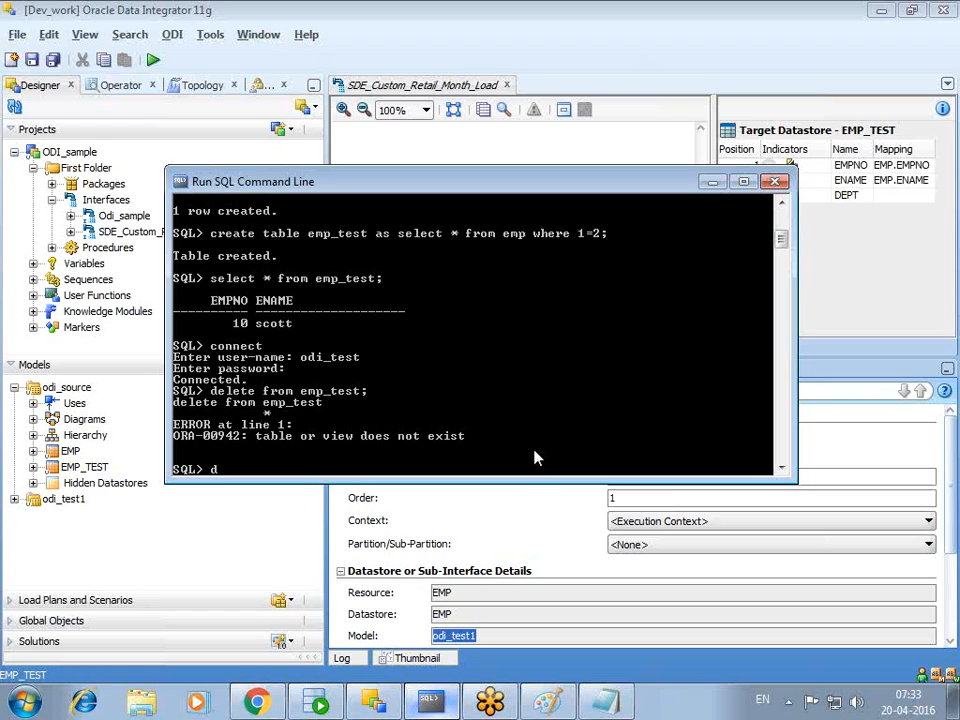 [Dev_work] Oracle Data Integrator 11g
File Edit View Search ODI Tools Window Help
Designer Operator Topology ...
SDE_Custom_Retail_Month_Load
100%
Projects
ODI_sample
First Folder
Packages
Interfaces
Odi_sample
SDE_Custom_R
Procedures
Variables
Sequences
User Functions
Knowledge Modules
Markers
Models
odi_source
Uses
Diagrams
Hierarchy
EMP
EMP_TEST
Hidden Datastores
odi_test1
Load Plans and Scenarios
Global Objects
Solutions
Target Datastore - EMP_TEST
Position Indicators Name Mapping
1 EMPNO EMP.EMPNO
ENAME EMP.ENAME
DEPT
Run SQL Command Line
1 row created.
SQL> create table emp_test as select * from emp where 1=2;
Table created.
SQL> select * from emp_test;
EMPNO ENAME
---------- --------------------
10 scott
SQL> connect
Enter user-name: odi_test
Enter password:
Connected.
SQL> delete from emp_test;
delete from emp_test
*
ERROR at line 1:
ORA-00942: table or view does not exist
SQL> d
Order: 1
Context: <Execution Context>
Partition/Sub-Partition: <None>
Datastore or Sub-Interface Details
Resource: EMP
Datastore: EMP
Model: odi_test1
Log Thumbnail
EMP_TEST
SQL>
EN
07:33
20-04-2016